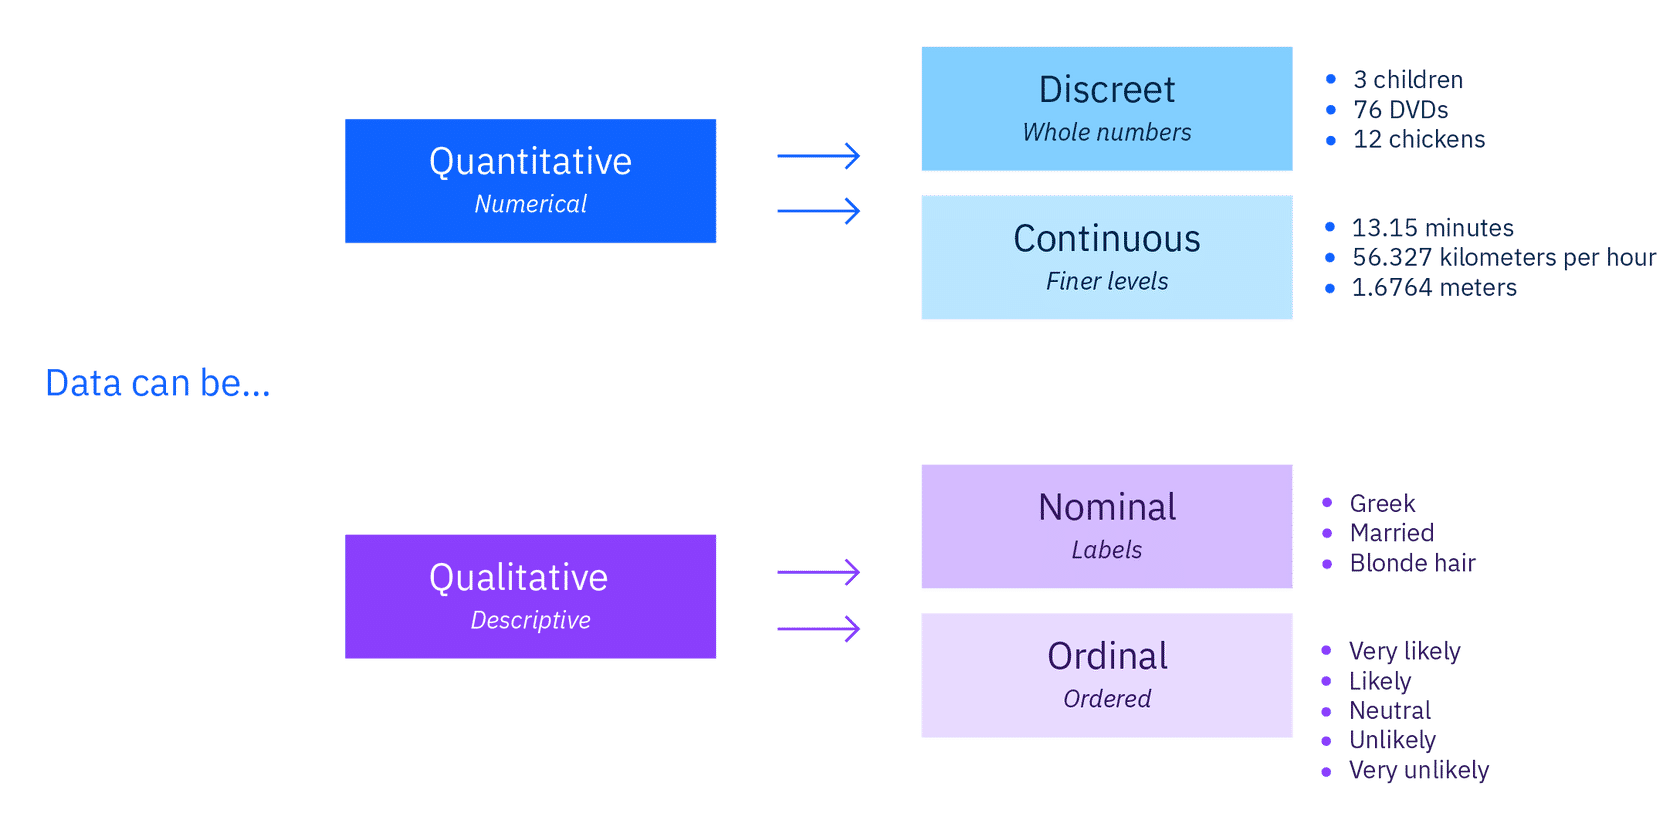 Data can be...
Quantitative
Numerical
Discreet
Whole numbers
3 children
76 DVDs
12 chickens
Continuous
Finer levels
13.15 minutes
56.327 kilometers per hour
1.6764 meters
Qualitative
Descriptive
Nominal
Labels
Greek
Married
Blonde hair
Ordinal
Ordered
Very likely
Likely
Neutral
Unlikely
Very unlikely